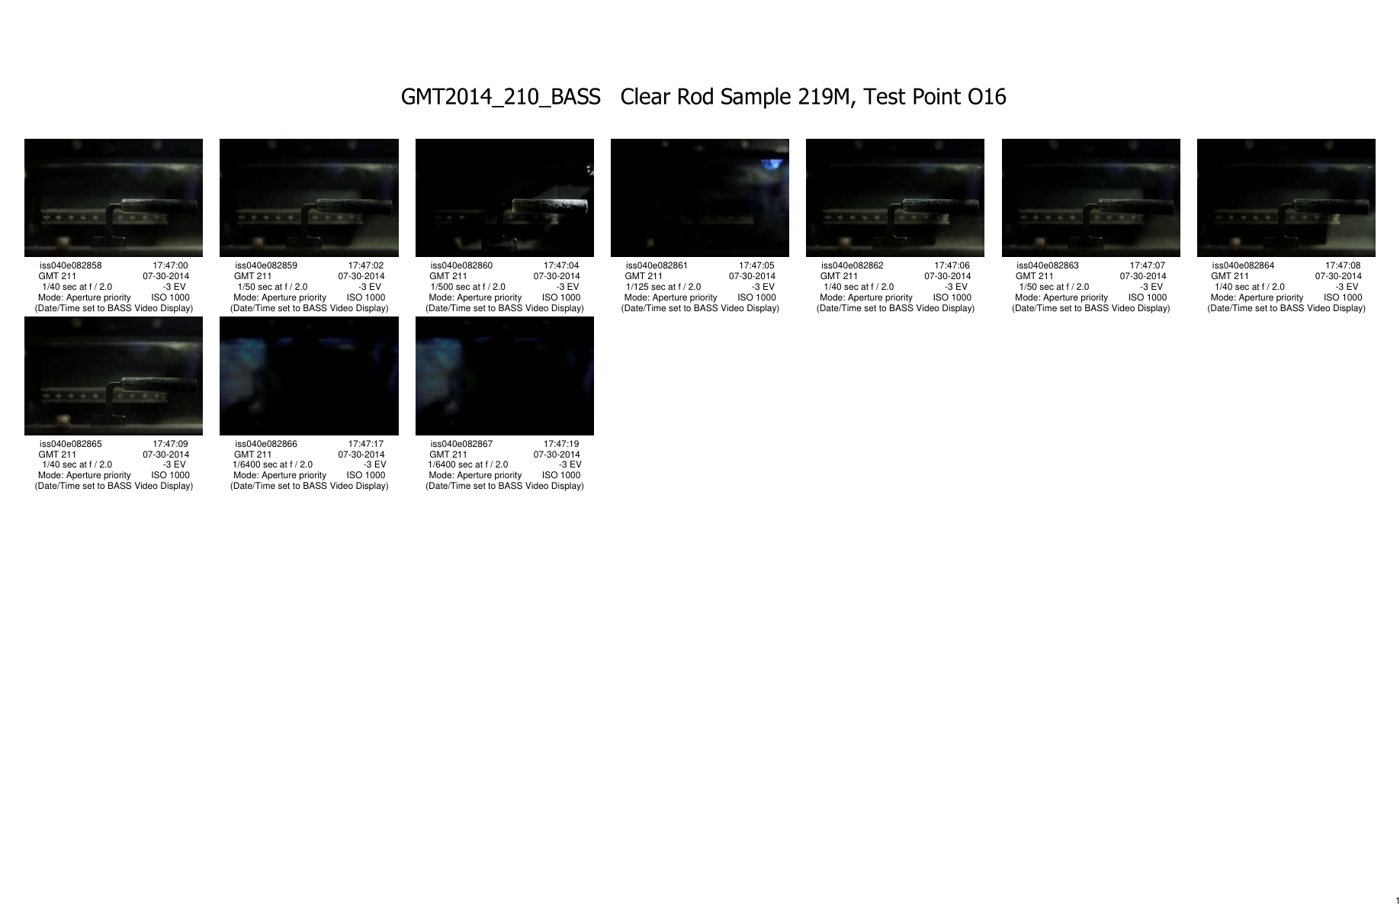 GMT2014_210_BASS   Clear Rod Sample 219M, Test Point O16
iss040e082858 17:47:00
GMT 211 07-30-2014
1/40 sec at f / 2.0 -3 EV
Mode: Aperture priority ISO 1000
(Date/Time set to BASS Video Display)
iss040e082859 17:47:02
GMT 211 07-30-2014
1/50 sec at f / 2.0 -3 EV
Mode: Aperture priority ISO 1000
(Date/Time set to BASS Video Display)
iss040e082860 17:47:04
GMT 211 07-30-2014
1/500 sec at f / 2.0 -3 EV
Mode: Aperture priority ISO 1000
(Date/Time set to BASS Video Display)
iss040e082861 17:47:05
GMT 211 07-30-2014
1/125 sec at f / 2.0 -3 EV
Mode: Aperture priority ISO 1000
(Date/Time set to BASS Video Display)
iss040e082862 17:47:06
GMT 211 07-30-2014
1/40 sec at f / 2.0 -3 EV
Mode: Aperture priority ISO 1000
(Date/Time set to BASS Video Display)
iss040e082863 17:47:07
GMT 211 07-30-2014
1/50 sec at f / 2.0 -3 EV
Mode: Aperture priority ISO 1000
(Date/Time set to BASS Video Display)
iss040e082864 17:47:08
GMT 211 07-30-2014
1/40 sec at f / 2.0 -3 EV
Mode: Aperture priority ISO 1000
(Date/Time set to BASS Video Display)
iss040e082865 17:47:09
GMT 211 07-30-2014
1/40 sec at f / 2.0 -3 EV
Mode: Aperture priority ISO 1000
(Date/Time set to BASS Video Display)
iss040e082866 17:47:17
GMT 211 07-30-2014
1/6400 sec at f / 2.0 -3 EV
Mode: Aperture priority ISO 1000
(Date/Time set to BASS Video Display)
iss040e082867 17:47:19
GMT 211 07-30-2014
1/6400 sec at f / 2.0 -3 EV
Mode: Aperture priority ISO 1000
(Date/Time set to BASS Video Display)